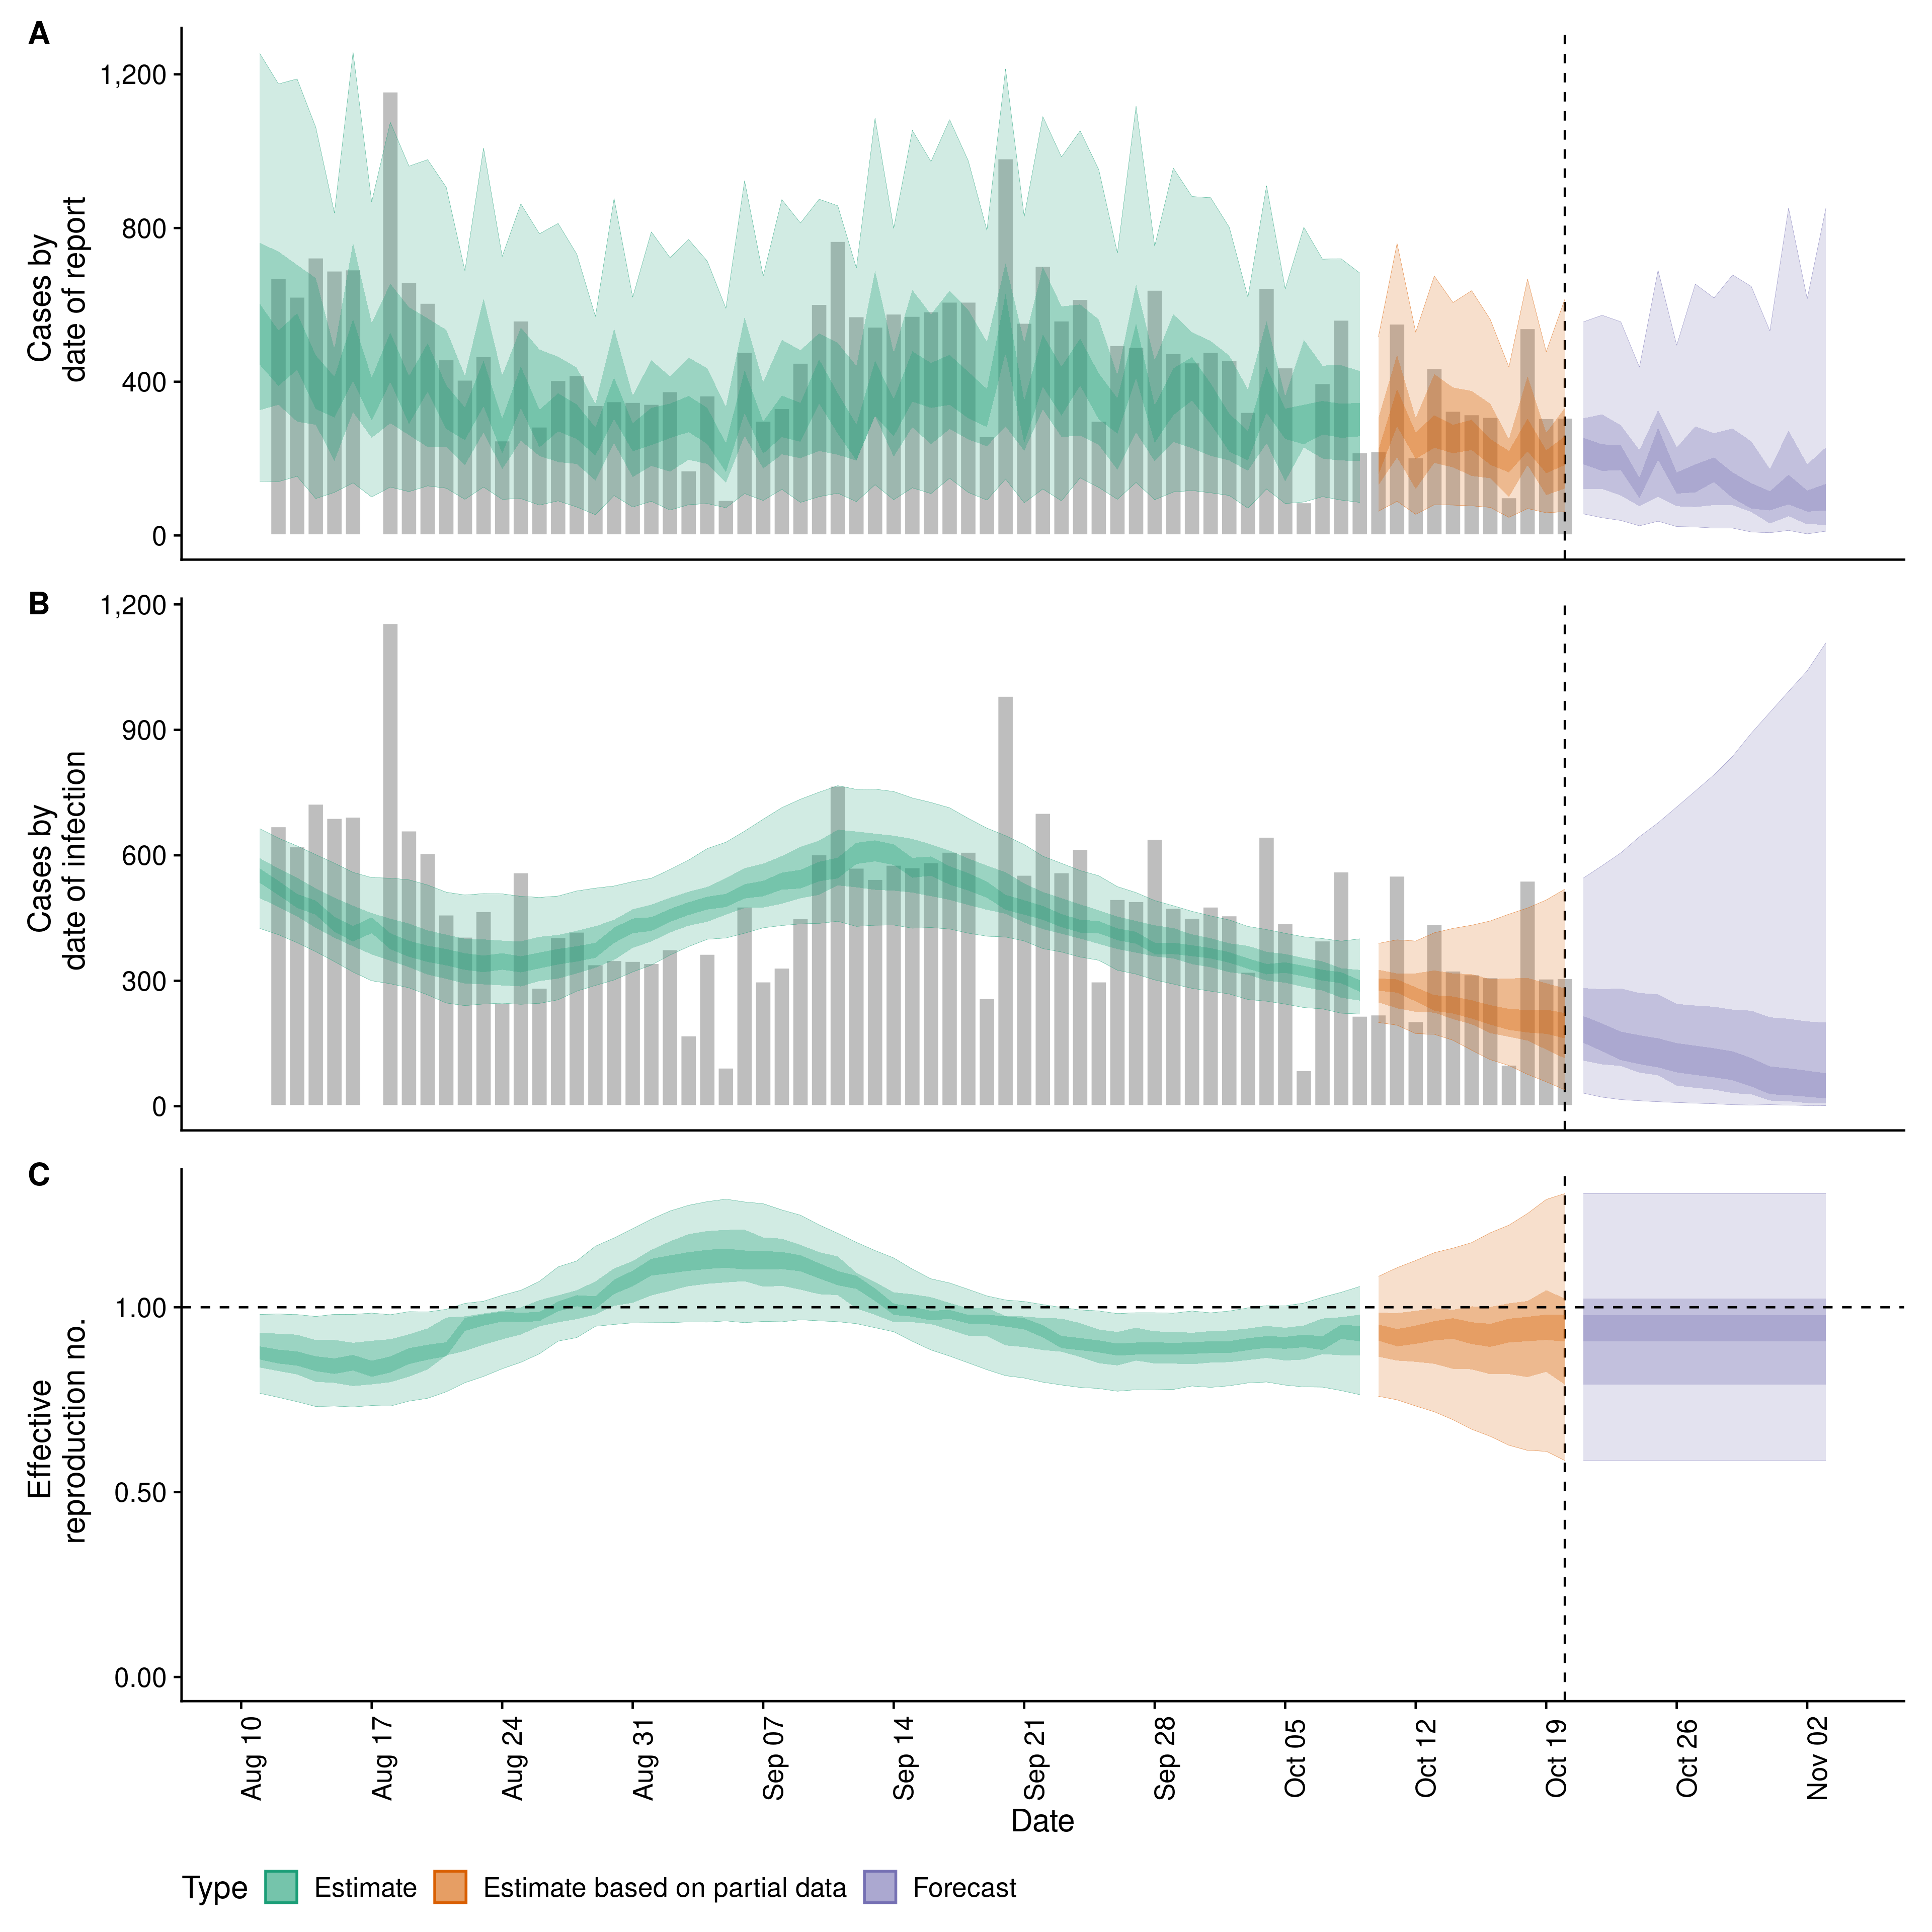 A
1,200
800
400
0
Cases by
date of report
B
1,200
900
600
300
0
Cases by
date of infection
C
1.00
0.50
0.00
Effective
reproduction no.
Aug 10
Aug 17
Aug 24
Aug 31
Sep 07
Sep 14
Sep 21
Sep 28
Oct 05
Oct 12
Oct 19
Oct 26
Nov 02
Date
Type Estimate Estimate based on partial data Forecast